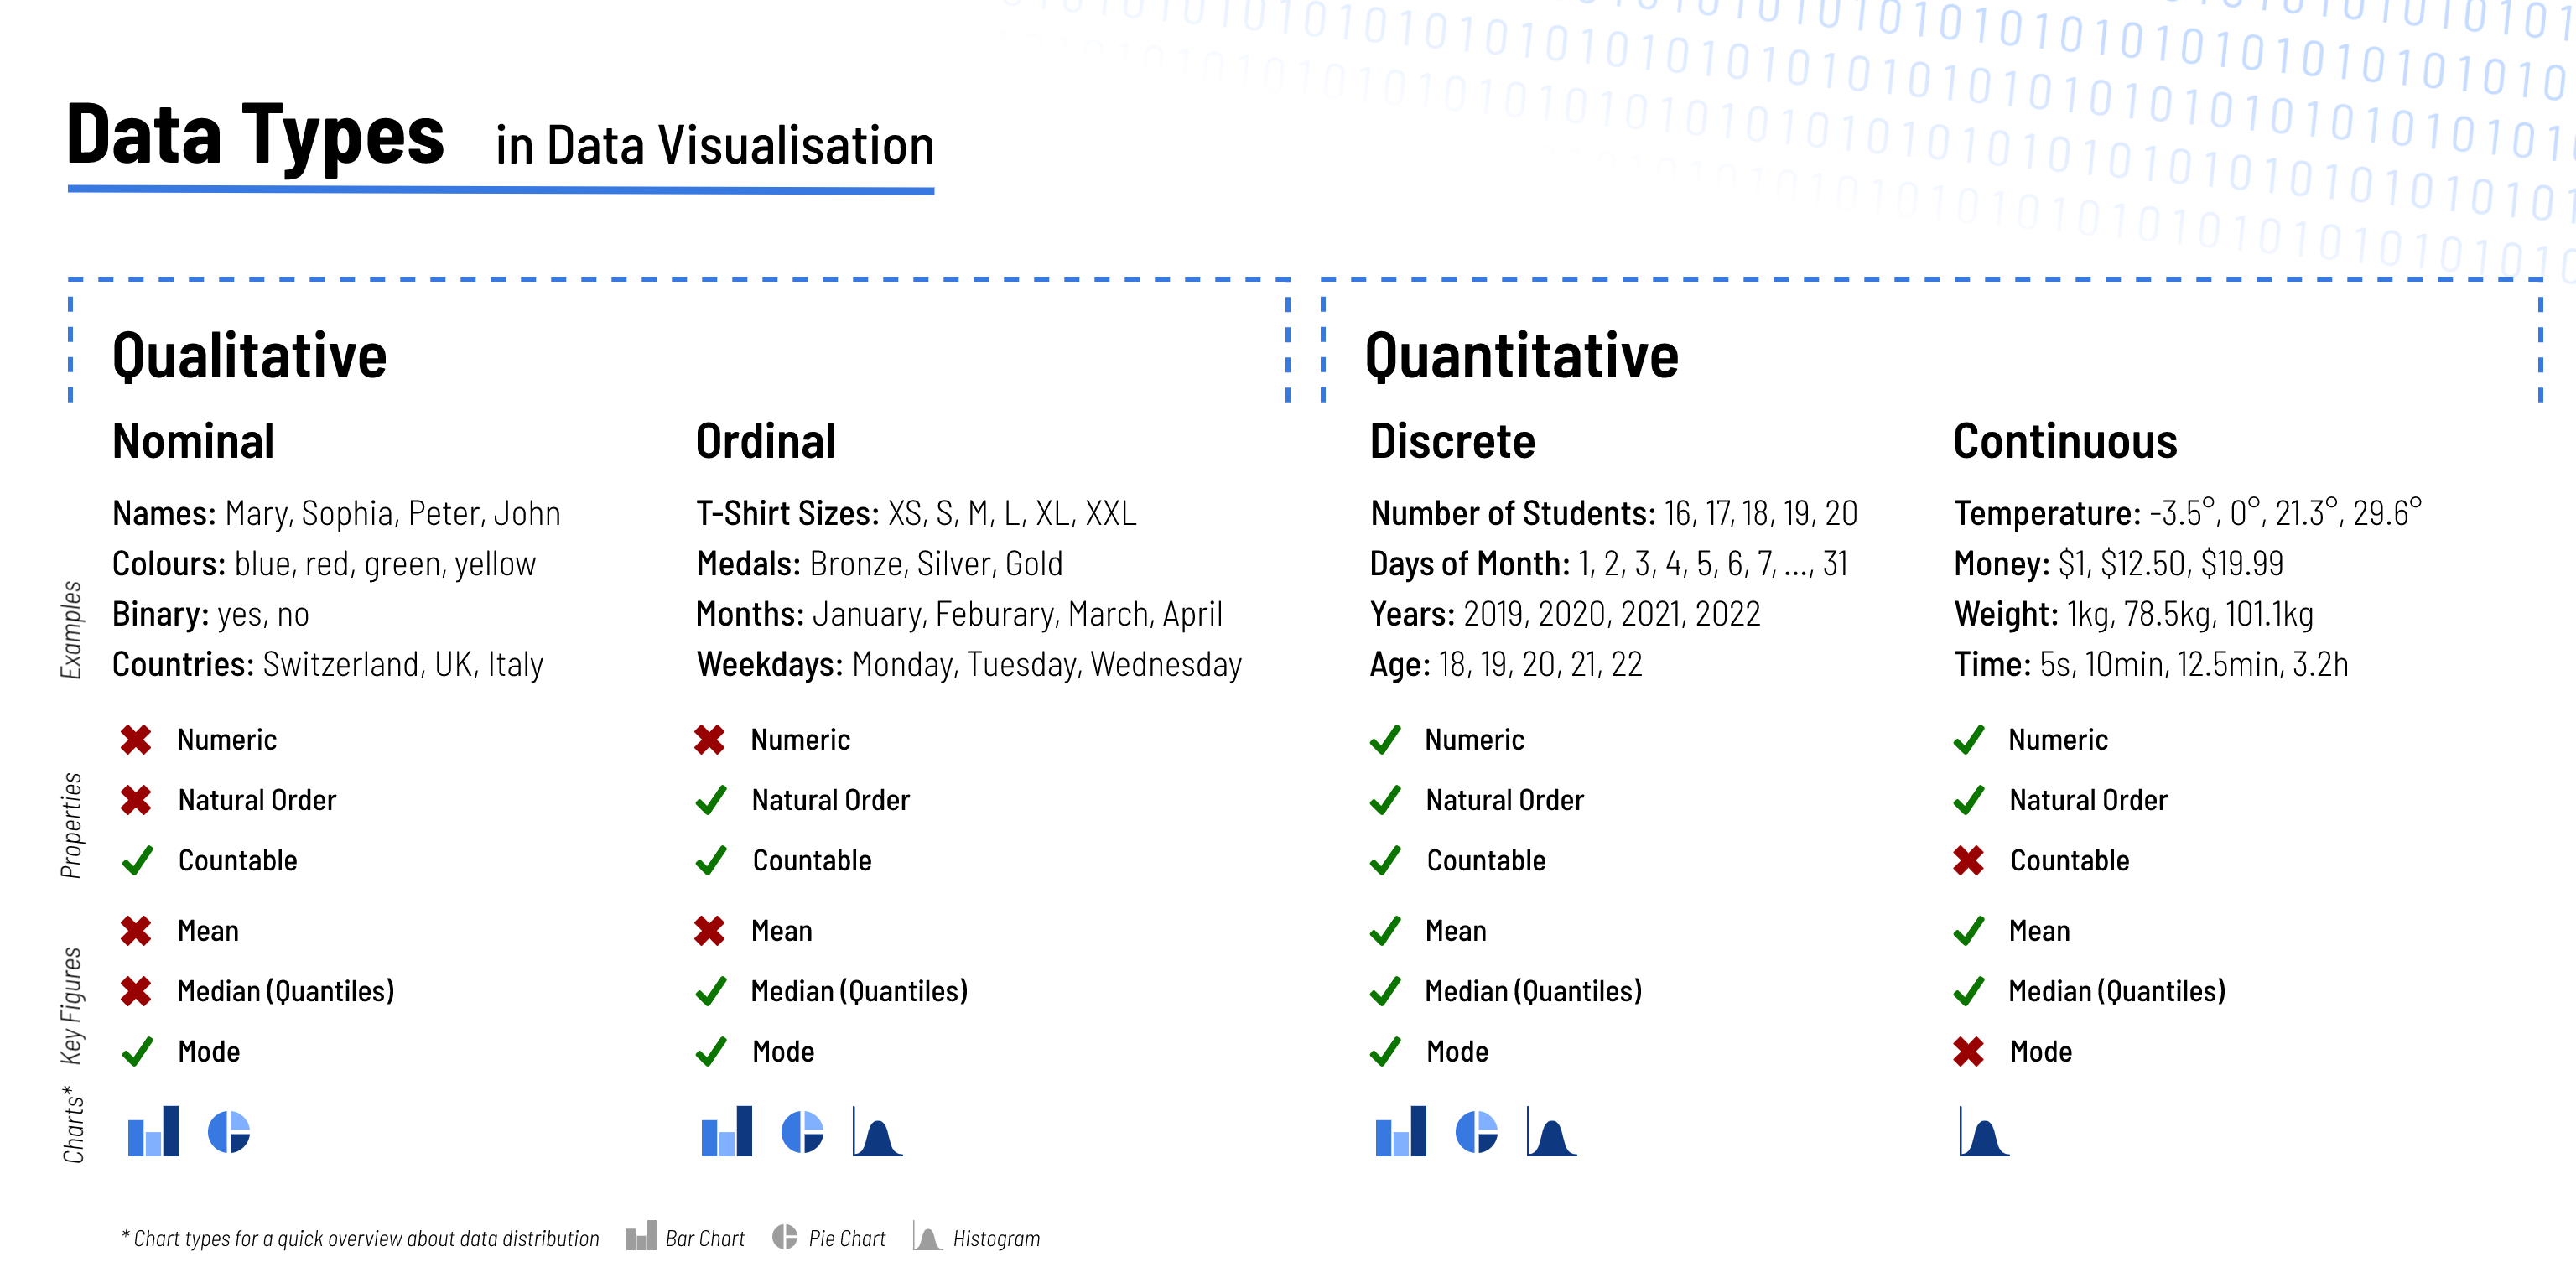 Data Types in Data Visualisation
Qualitative
Nominal
Names: Mary, Sophia, Peter, John
Colours: blue, red, green, yellow
Binary: yes, no
Countries: Switzerland, UK, Italy
Numeric
Natural Order
Countable
Mean
Median (Quantiles)
Mode
Ordinal
T-Shirt Sizes: XS, S, M, L, XL, XXL
Medals: Bronze, Silver, Gold
Months: January, Feburary, March, April
Weekdays: Monday, Tuesday, Wednesday
Numeric
Natural Order
Countable
Mean
Median (Quantiles)
Mode
Quantitative
Discrete
Number of Students: 16, 17, 18, 19, 20
Days of Month: 1, 2, 3, 4, 5, 6, 7, ..., 31
Years: 2019, 2020, 2021, 2022
Age: 18, 19, 20, 21, 22
Numeric
Natural Order
Countable
Mean
Median (Quantiles)
Mode
Continuous
Temperature: -3.5°, 0°, 21.3°, 29.6°
Money: $1, $12.50, $19.99
Weight: 1kg, 78.5kg, 101.1kg
Time: 5s, 10min, 12.5min, 3.2h
Numeric
Natural Order
Countable
Mean
Median (Quantiles)
Mode
Examples
Properties
Key Figures
Charts*
* Chart types for a quick overview about data distribution Bar Chart Pie Chart Histogram